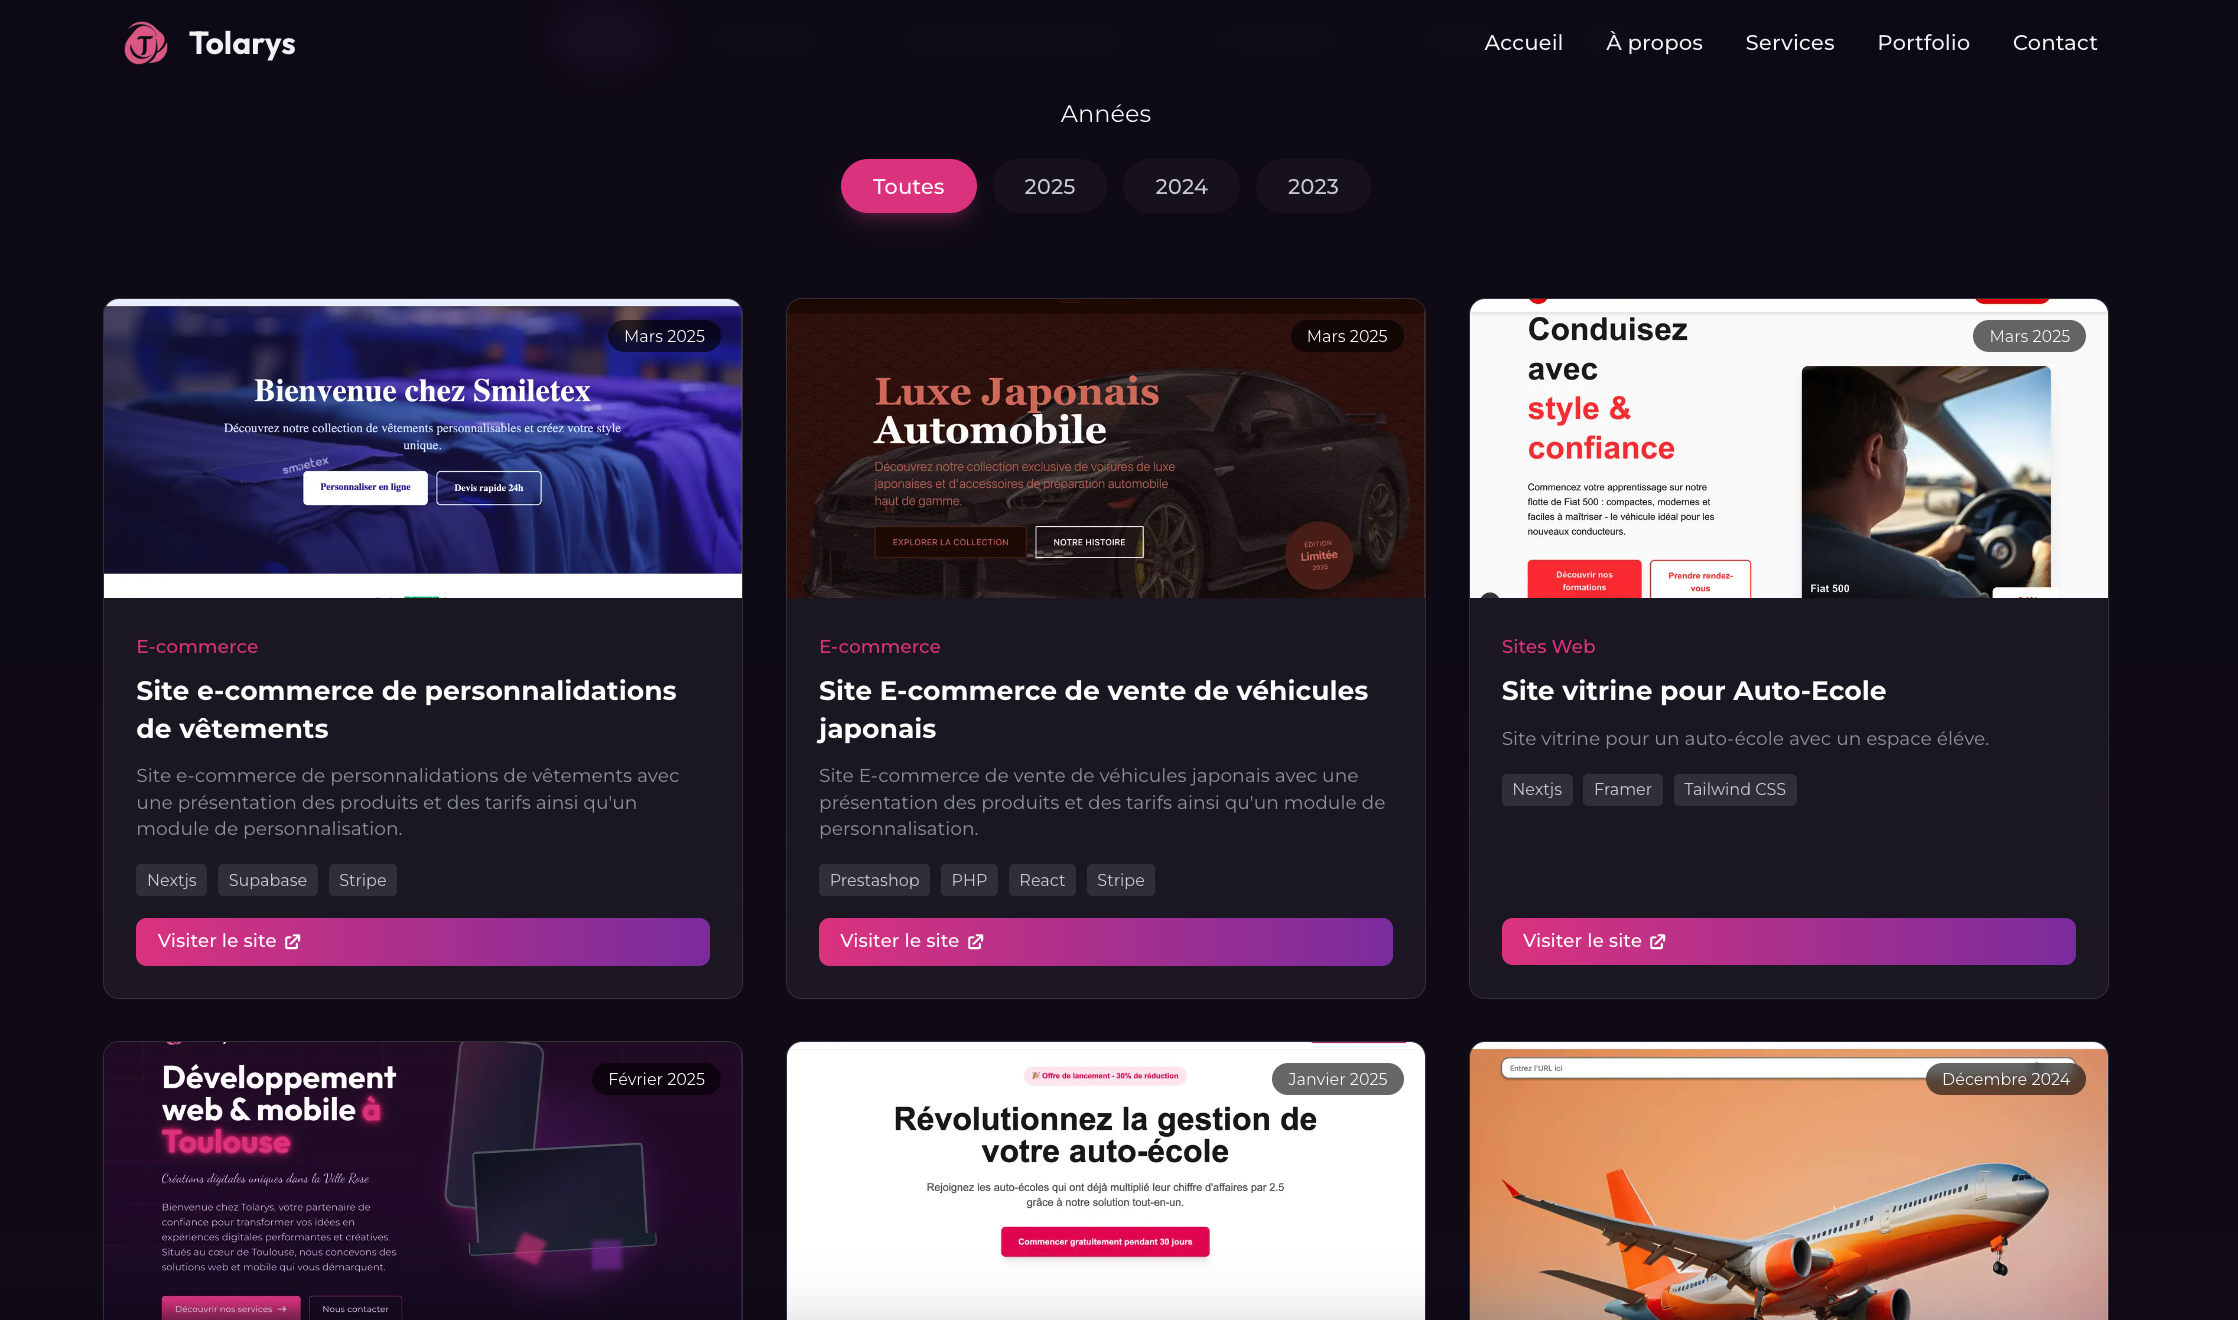 Tolarys
Accueil
À propos
Services
Portfolio
Contact
Années
Toutes
2025
2024
2023
Mars 2025
Bienvenue chez Smiletex
Découvrez notre collection de vêtements personnalisables et créez votre style
unique.
smiletex
Personnaliser en ligne
Devis rapide 24h
E-commerce
Site e-commerce de personnalidations
de vêtements
Site e-commerce de personnalidations de vêtements avec
une présentation des produits et des tarifs ainsi qu'un
module de personnalisation.
Nextjs
Supabase
Stripe
Visiter le site
Mars 2025
Luxe Japonais
Automobile
Découvrez notre collection exclusive de voitures de luxe
japonaises et d'accessoires de préparation automobile
haut de gamme.
EXPLORER LA COLLECTION
NOTRE HISTOIRE
ÉDITION
Limitée
2025
E-commerce
Site E-commerce de vente de véhicules
japonais
Site E-commerce de vente de véhicules japonais avec une
présentation des produits et des tarifs ainsi qu'un module de
personnalisation.
Prestashop
PHP
React
Stripe
Visiter le site
Mars 2025
Conduisez
avec
style &
confiance
Commencez votre apprentissage sur notre
flotte de Fiat 500 : compactes, modernes et
faciles à maîtriser - le véhicule idéal pour les
nouveaux conducteurs.
Découvrir nos
formations
Prendre rendez-
vous
Fiat 500
Sites Web
Site vitrine pour Auto-Ecole
Site vitrine pour un auto-école avec un espace éléve.
Nextjs
Framer
Tailwind CSS
Visiter le site
Février 2025
Développement
web & mobile à
Toulouse
Créations digitales uniques dans la Ville Rose
Bienvenue chez Tolarys, votre partenaire de
confiance pour transformer vos idées en
expériences digitales performantes et créatives.
Situés au cœur de Toulouse, nous concevons des
solutions web et mobile qui vous démarquent.
Découvrir nos services →
Nous contacter
Janvier 2025
🎉 Offre de lancement - 30% de réduction
Révolutionnez la gestion de
votre auto-école
Rejoignez les auto-écoles qui ont déjà multiplié leur chiffre d'affaires par 2.5
grâce à notre solution tout-en-un.
Commencer gratuitement pendant 30 jours
Décembre 2024
Entrez l'URL ici